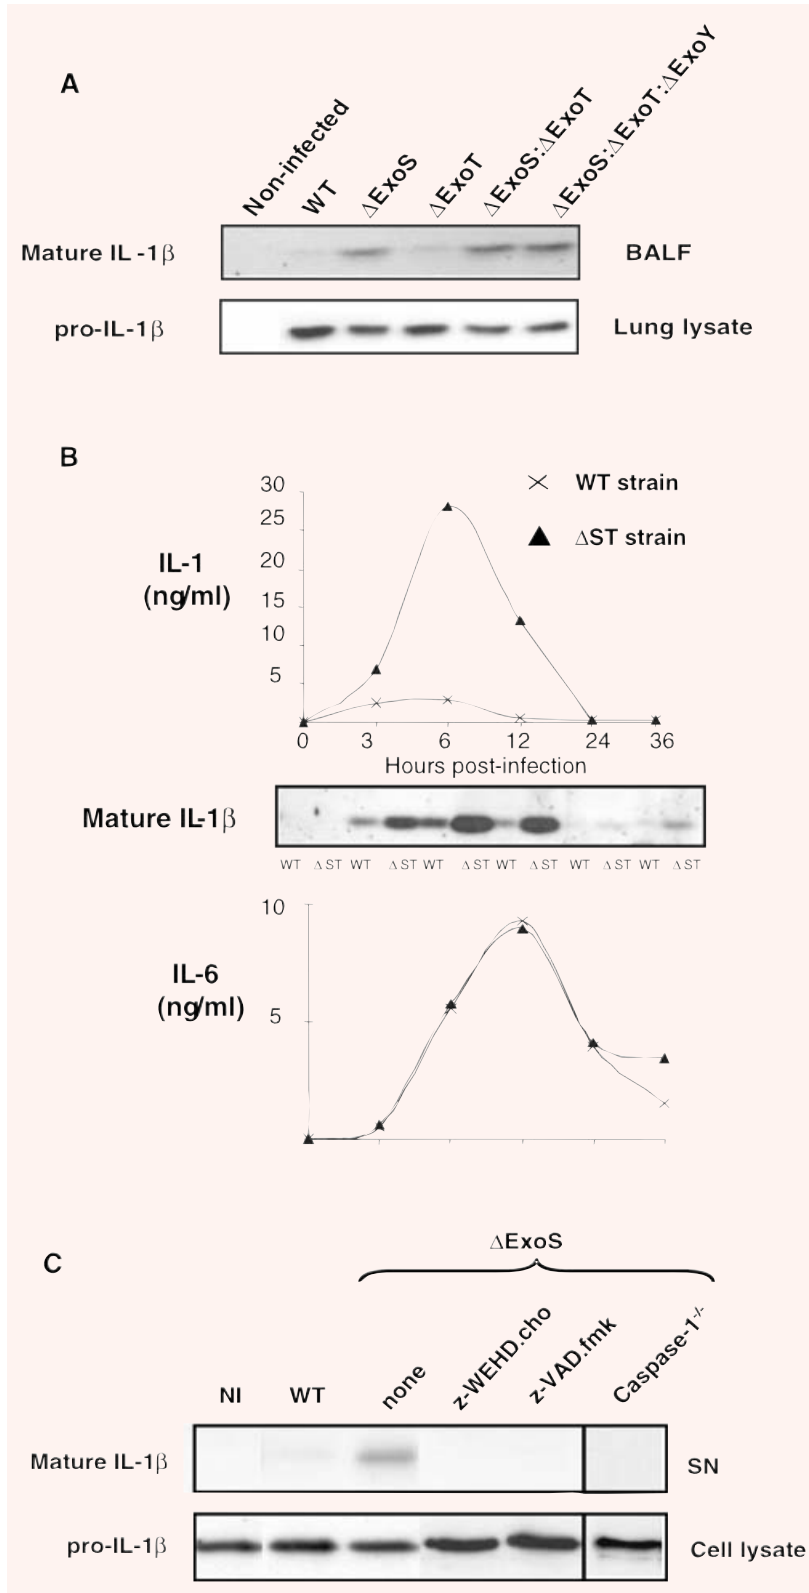 A
Non-infected
WT
ΔExoS
ΔExoT
ΔExoS:ΔExoT
ΔExoS:ΔExoT:ΔExoY
Mature IL -1β
BALF
pro-IL-1β
Lung lysate
B
30
25
20
15
10
5
IL-1
(ng/ml)
WT strain
ΔST strain
0 3 6 12 24 36
Hours post-infection
Mature IL-1β
WT ΔST WT ΔST WT ΔST WT ΔST WT ΔST WT ΔST
10
5
IL-6
(ng/ml)
C
ΔExoS
NI
WT
none
z-WEHD.cho
z-VAD.fmk
Caspase-1-/-
Mature IL-1β
SN
pro-IL-1β
Cell lysate